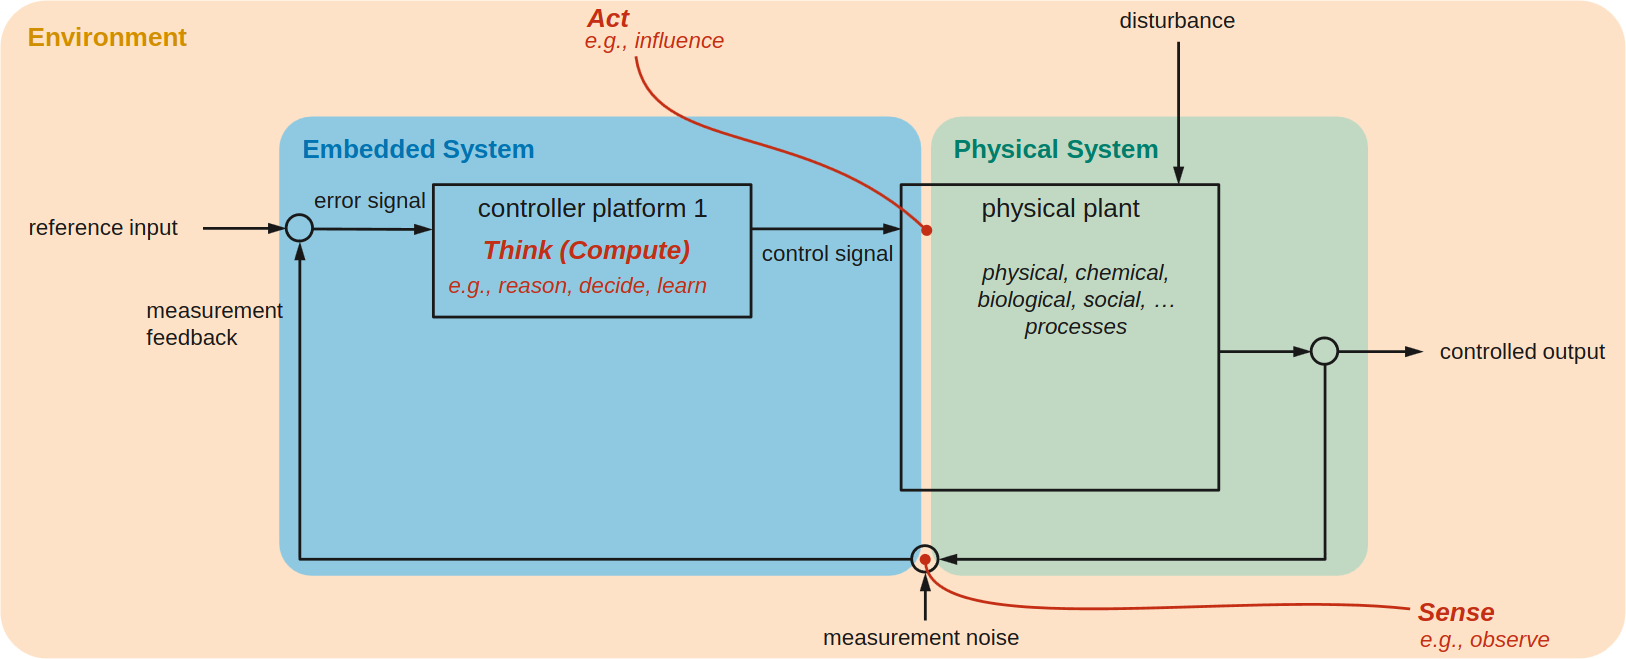 Environment
Act
e.g., influence
disturbance
Embedded System
Physical System
reference input
error signal
controller platform 1
Think (Compute)
e.g., reason, decide, learn
control signal
physical plant
physical, chemical,
biological, social, …
processes
measurement
feedback
controlled output
measurement noise
Sense
e.g., observe